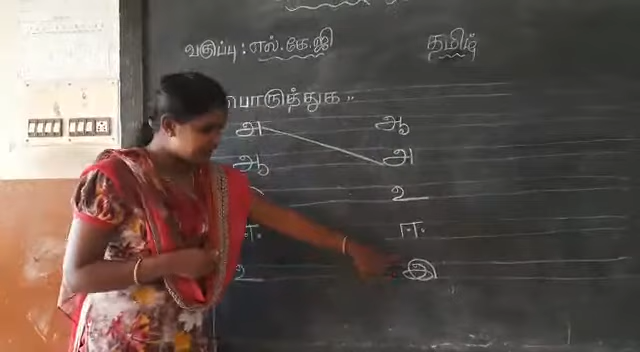 வகுப்பு : எல்.கே.ஜி தமிழ்
பொருத்துக ..
அ ஆ
ஆ அ
உ
ஈ ஈ
உ இ